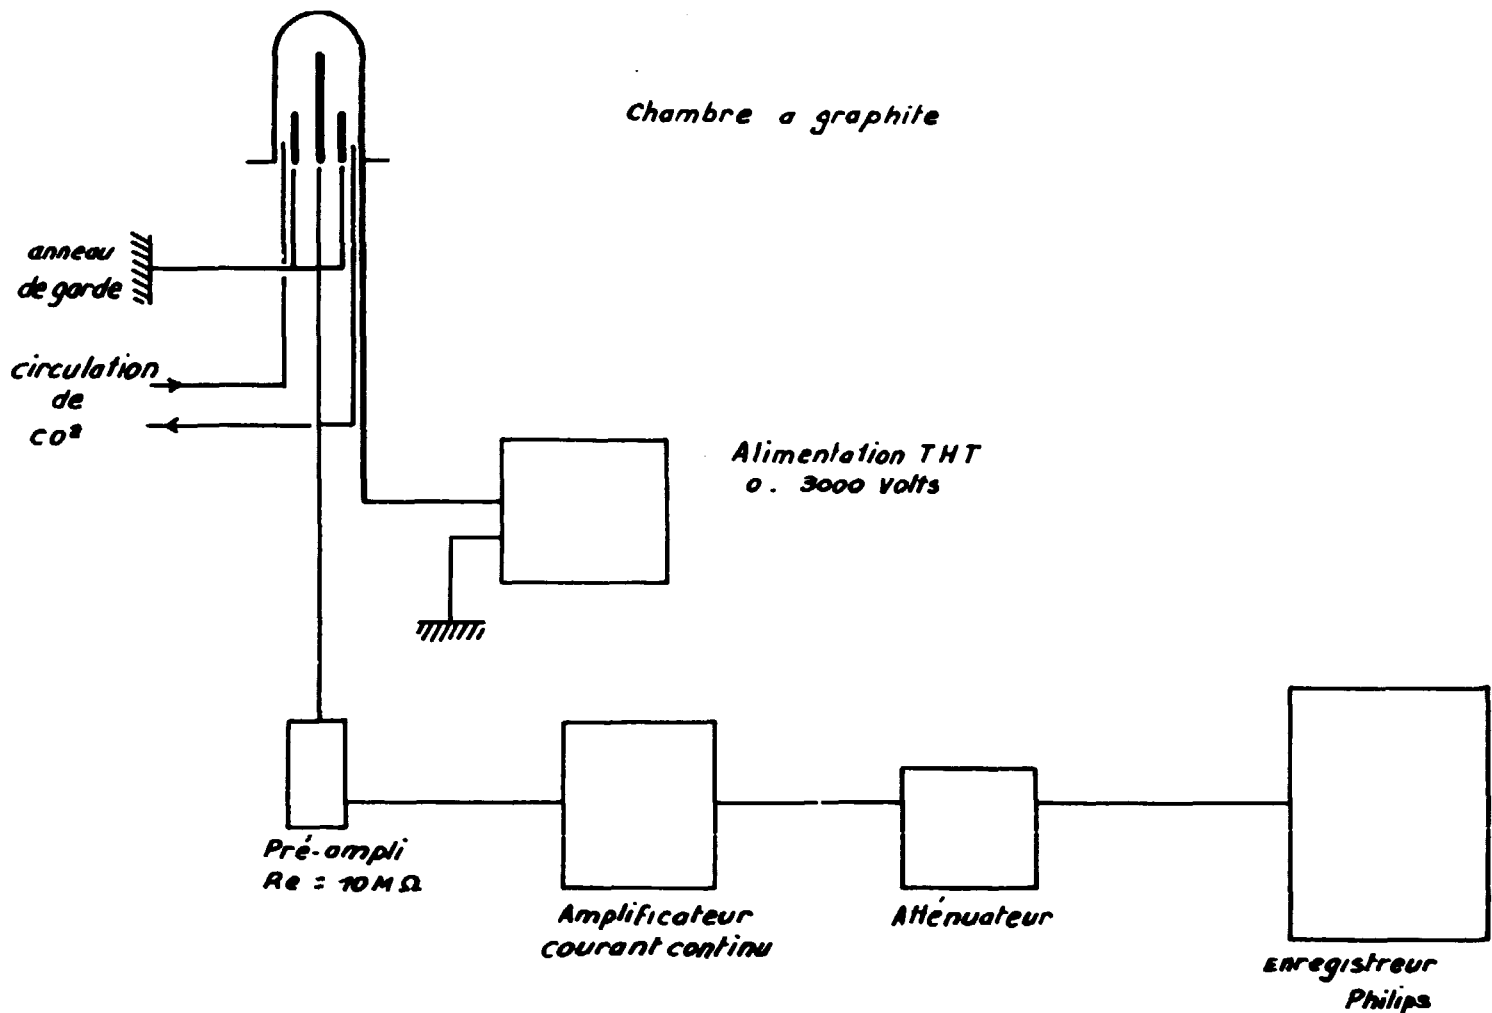 Chambre a graphite
anneau
de garde
circulation
de
co²
Alimentation THT
0. 3000 Volts
Pré-ampli
Re = 10 MΩ
Amplificateur
courant continu
Atténuateur
Enregistreur
Philips